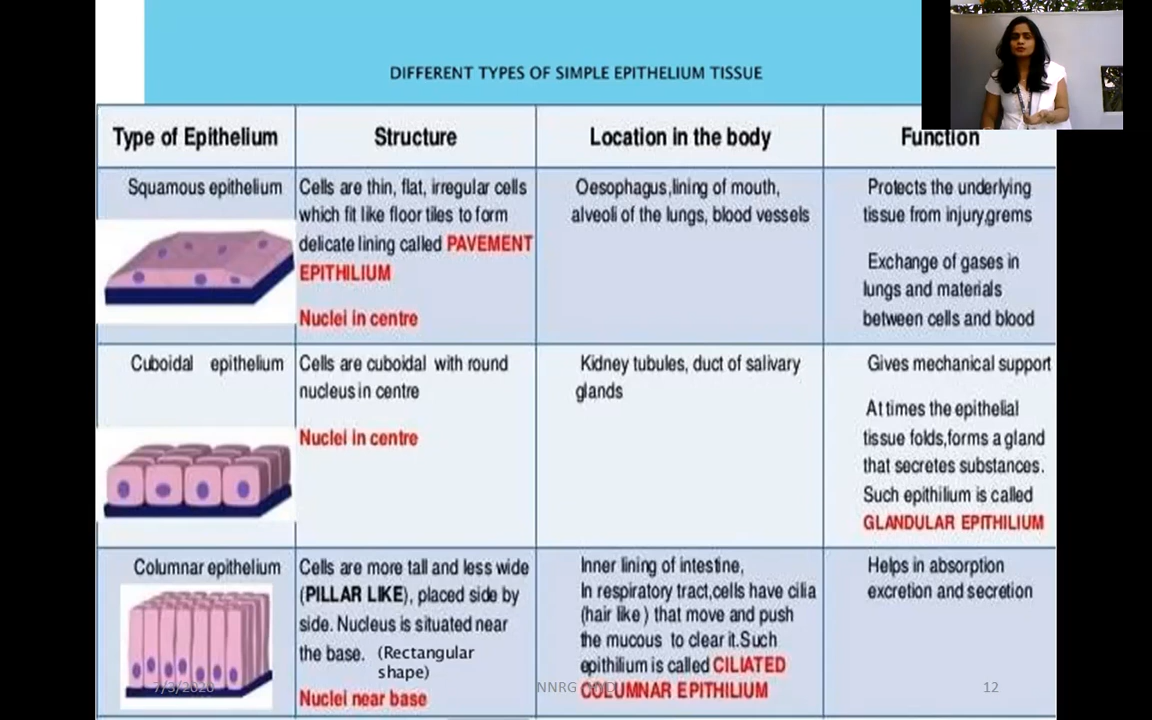 DIFFERENT TYPES OF SIMPLE EPITHELIUM TISSUE
Type of Epithelium
Structure
Location in the body
Function
Squamous epithelium
Cells are thin, flat, irregular cells
which fit like floor tiles to form
delicate lining called PAVEMENT
EPITHILIUM
Nuclei in centre
Oesophagus,lining of mouth,
alveoli of the lungs, blood vessels
Protects the underlying
tissue from injury,grems
Exchange of gases in
lungs and materials
between cells and blood
Cuboidal epithelium
Cells are cuboidal with round
nucleus in centre
Nuclei in centre
Kidney tubules, duct of salivary
glands
Gives mechanical support
At times the epithelial
tissue folds,forms a gland
that secretes substances.
Such epithilium is called
GLANDULAR EPITHILIUM
Columnar epithelium
Cells are more tall and less wide
(PILLAR LIKE), placed side by
side. Nucleus is situated near
the base. (Rectangular
shape)
Nuclei near base
Inner lining of intestine,
In respiratory tract,cells have cilia
(hair like ) that move and push
the mucous to clear it.Such
epithilium is called CILIATED
COLUMNAR EPITHILIUM
Helps in absorption
excretion and secretion
NNRG
12